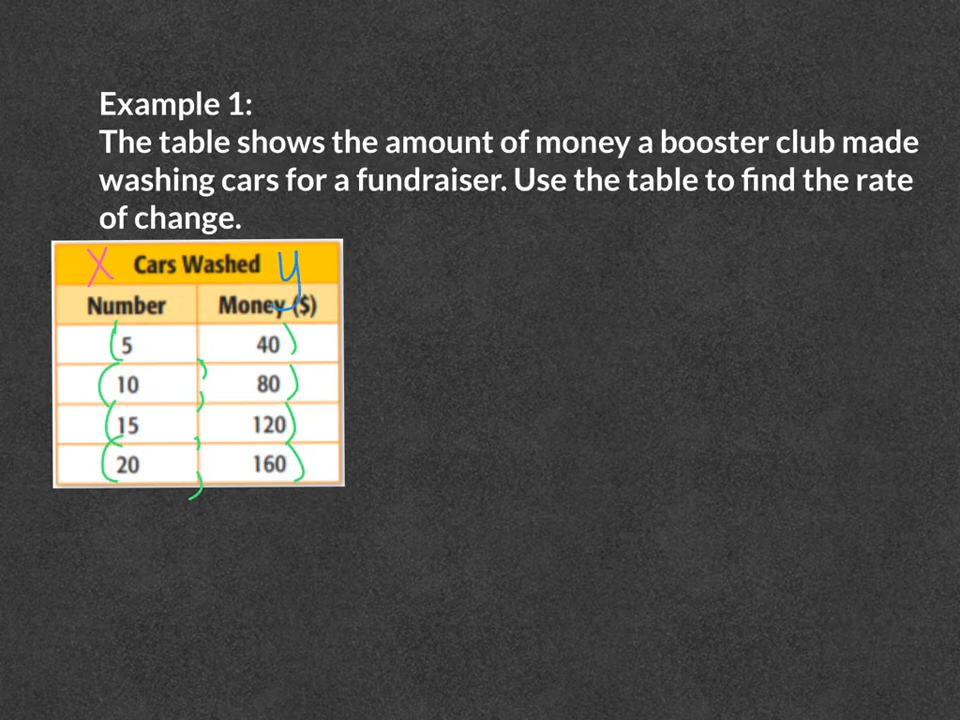 Example 1:
The table shows the amount of money a booster club made
washing cars for a fundraiser. Use the table to find the rate
of change.
X Cars Washed y
Number Money ($)
(5 , 40)
(10 , 80)
(15 , 120)
(20 , 160)